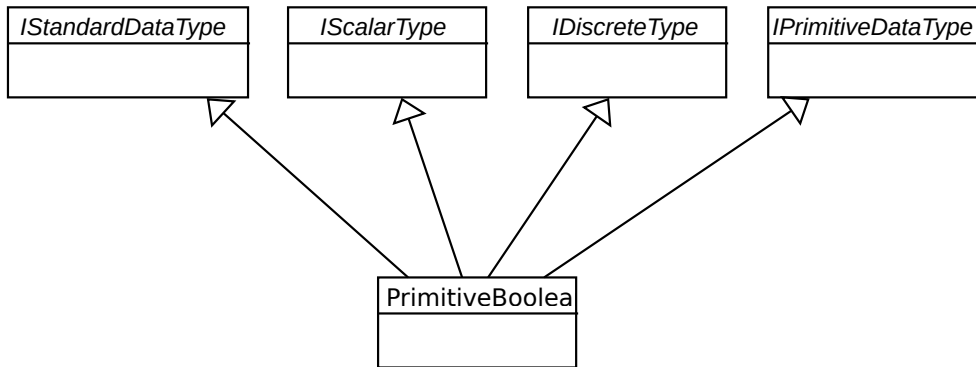 IStandardDataType
IScalarType
IDiscreteType
IPrimitiveDataType
PrimitiveBoolea